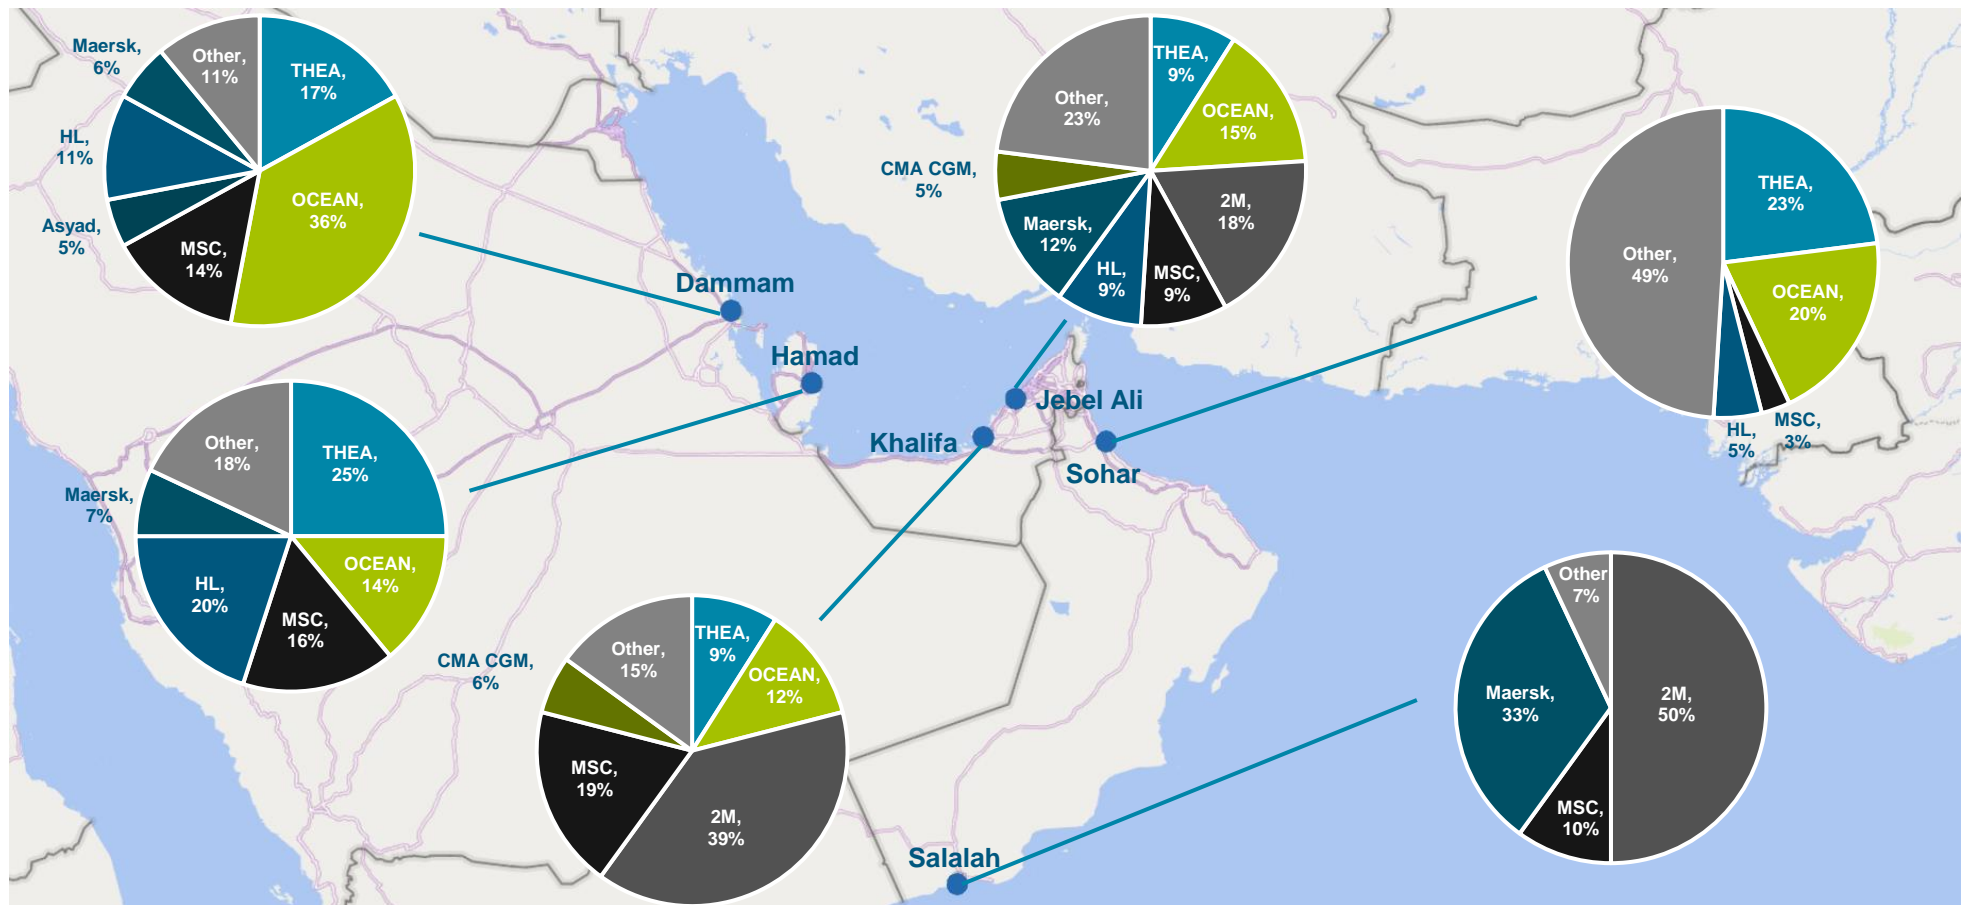 Maersk,
6%
Other,
11%
THEA,
17%
HL,
11%
OCEAN,
36%
Asyad,
5%
MSC,
14%
THEA,
9%
OCEAN,
15%
Other,
23%
CMA CGM,
5%
2M,
18%
Maersk,
12%
HL,
9%
MSC,
9%
THEA,
23%
Other,
49%
OCEAN,
20%
MSC,
3%
HL,
5%
Dammam
Hamad
Jebel Ali
Khalifa
Sohar
Other,
18%
THEA,
25%
Maersk,
7%
OCEAN,
14%
HL,
20%
MSC,
16%
CMA CGM,
6%
Other,
15%
THEA,
9%
OCEAN,
12%
MSC,
19%
2M,
39%
Other
7%
Maersk,
33%
2M,
50%
MSC,
10%
Salalah